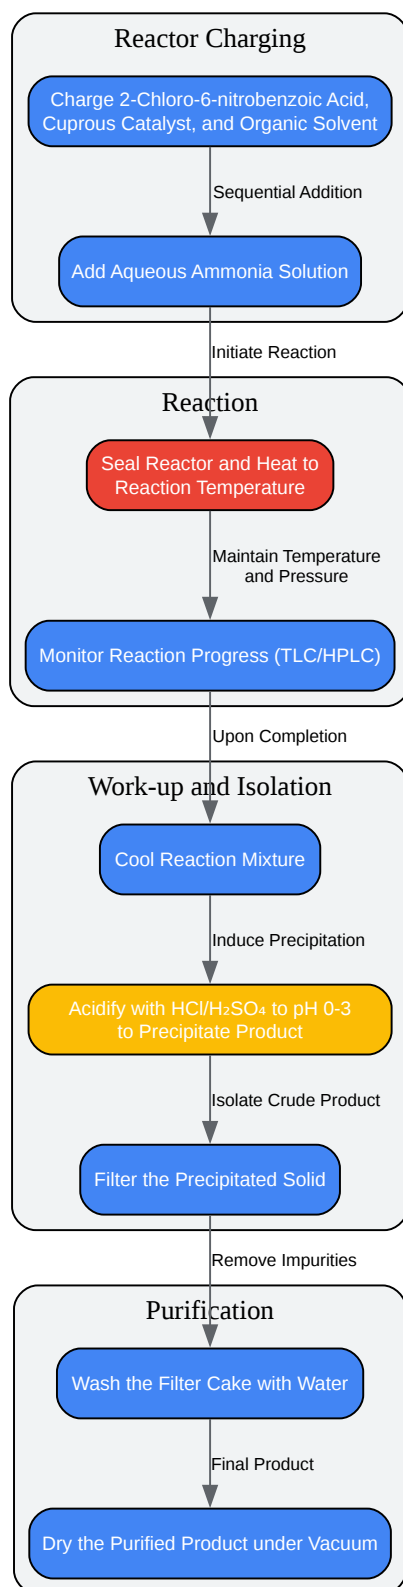 Reactor Charging
Charge 2-Chloro-6-nitrobenzoic Acid,
Cuprous Catalyst, and Organic Solvent
Sequential Addition
Add Aqueous Ammonia Solution
Initiate Reaction
Reaction
Seal Reactor and Heat to
Reaction Temperature
Maintain Temperature
and Pressure
Monitor Reaction Progress (TLC/HPLC)
Upon Completion
Work-up and Isolation
Cool Reaction Mixture
Induce Precipitation
Acidify with HCl/H₂SO₄ to pH 0-3
to Precipitate Product
Isolate Crude Product
Filter the Precipitated Solid
Remove Impurities
Purification
Wash the Filter Cake with Water
Final Product
Dry the Purified Product under Vacuum